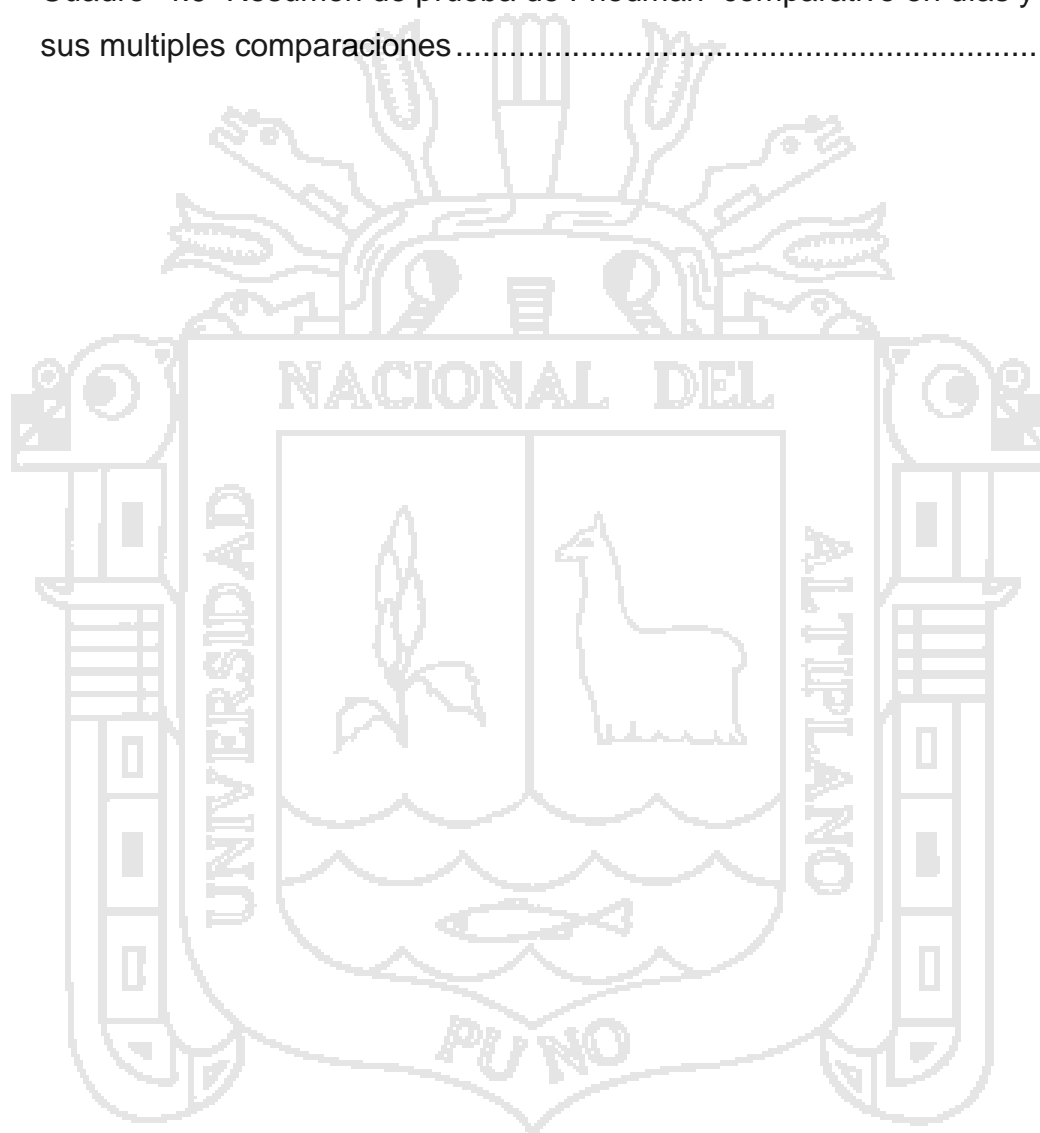 sus multiples comparaciones............................................................
NACIONAL DEL
UNIVERSIDAD
ALTIPLANO
PUNO